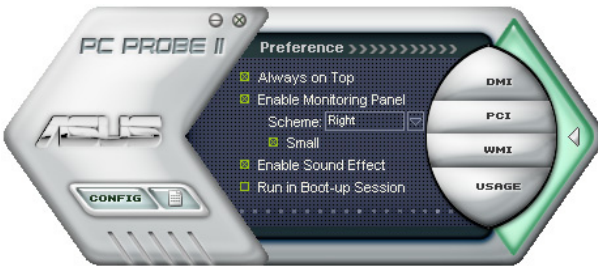 PC PROBE II
Preference >>>>>>>>>>>
Always on Top
Enable Monitoring Panel
Scheme: Right
Small
Enable Sound Effect
Run in Boot-up Session
ASUS
CONFIG
DMI
PCI
WMI
USAGE